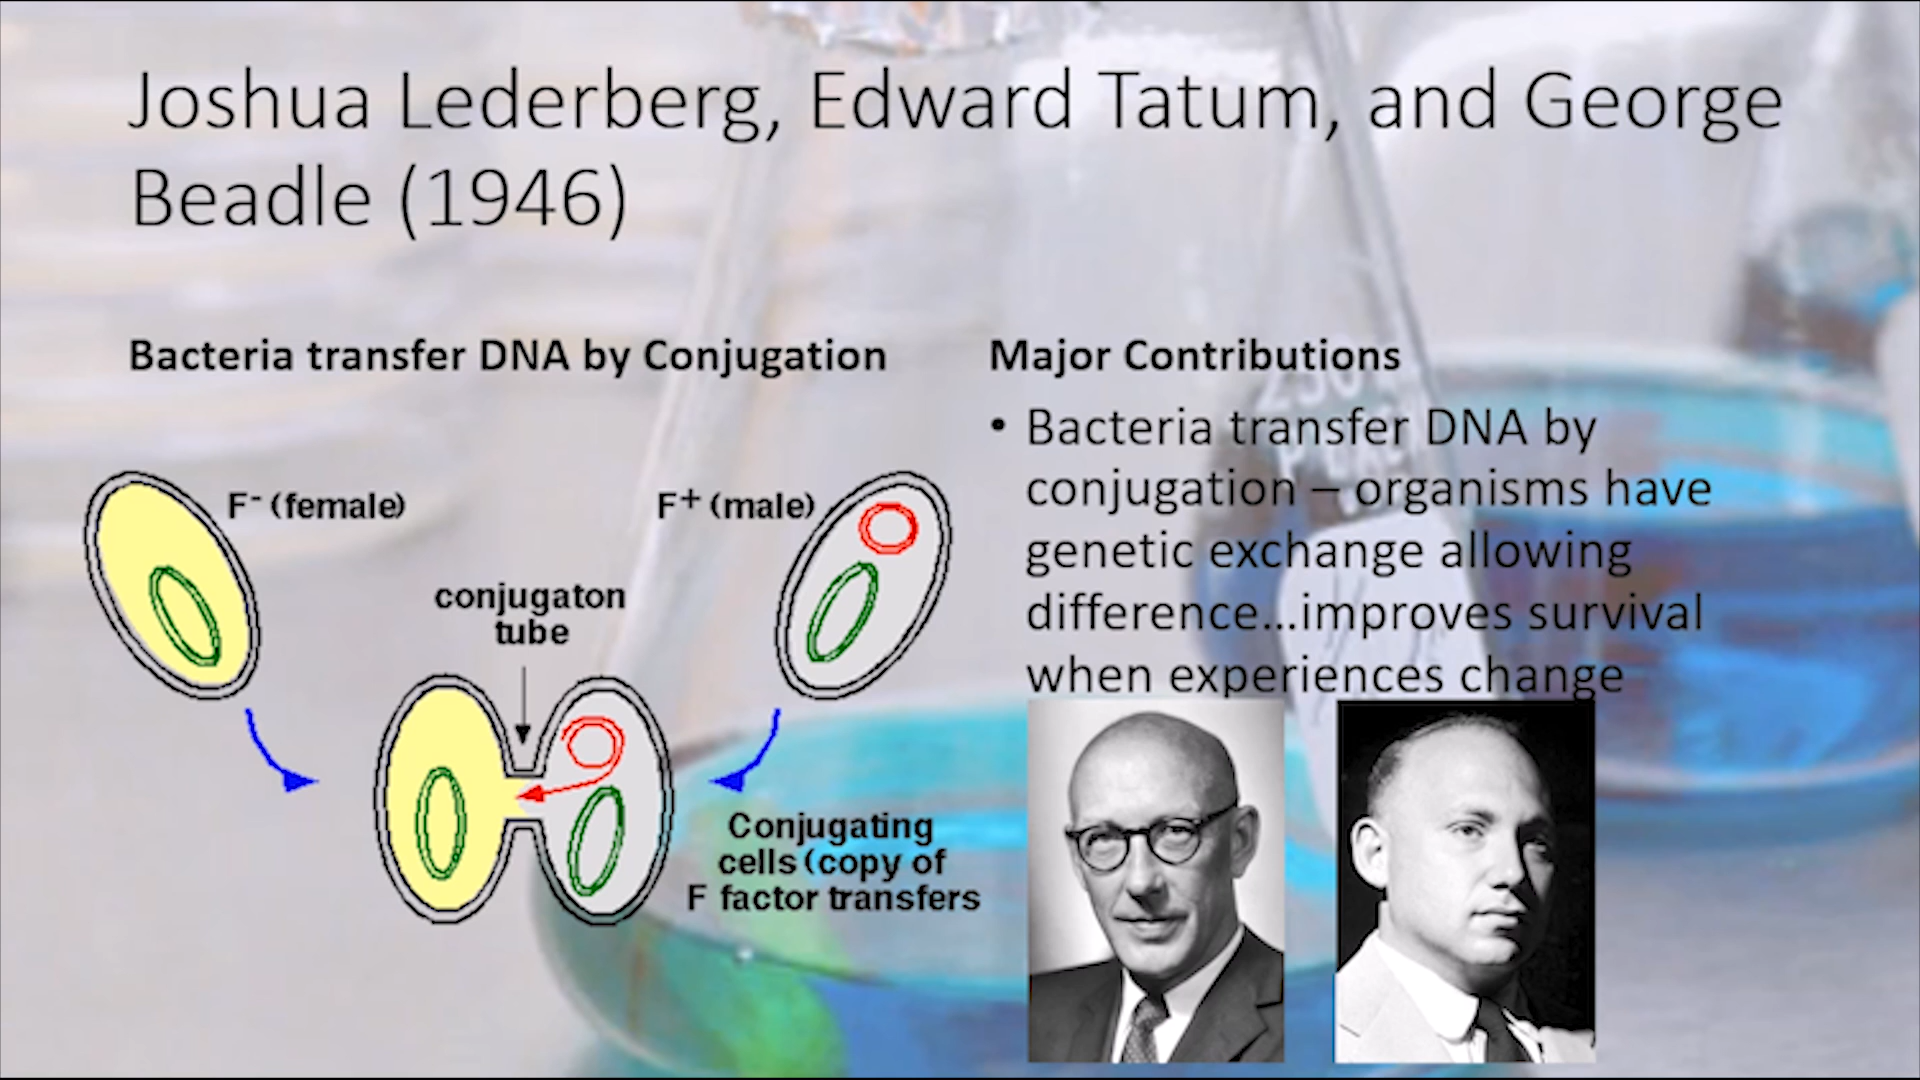 Joshua Lederberg, Edward Tatum, and George
Beadle (1946)
Bacteria transfer DNA by Conjugation
F- (female)
F+ (male)
conjugaton
tube
Conjugating
cells (copy of
F factor transfers
Major Contributions
• Bacteria transfer DNA by
conjugation – organisms have
genetic exchange allowing
difference...improves survival
when experiences change